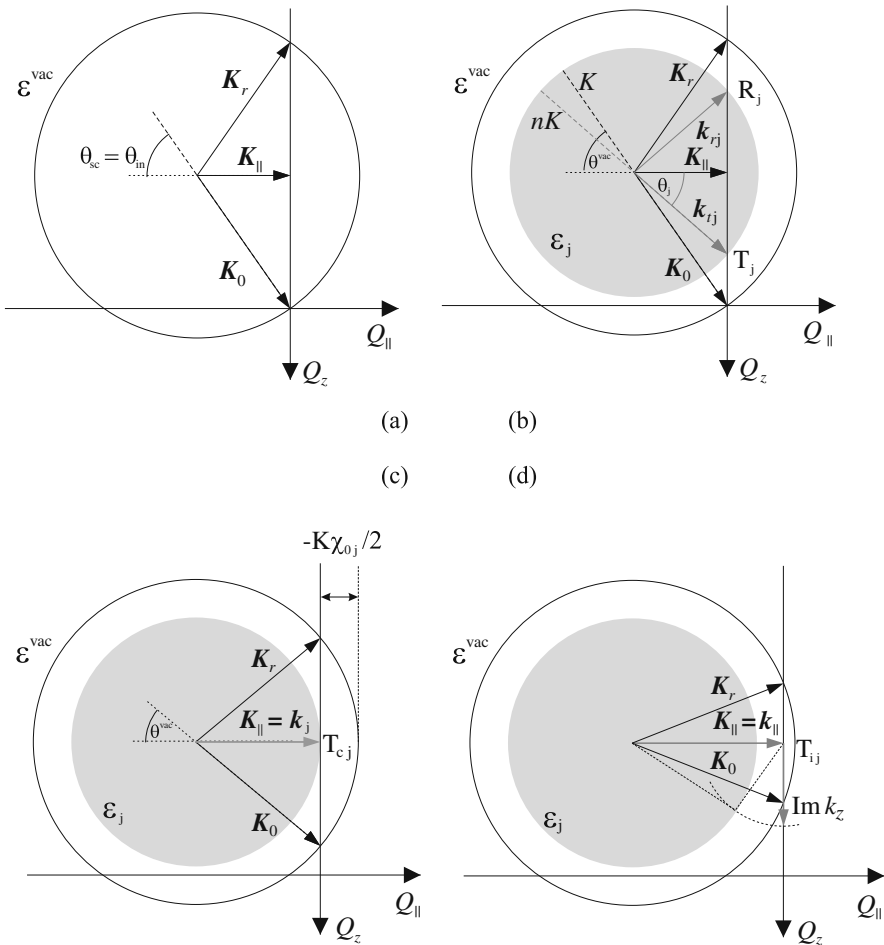 ε^vac
K_r
θ_sc = θ_in
K_∥
K_0
Q_∥
Q_z
ε^vac
K
K_r
R_j
nK
k_rj
θ^vac
K_∥
θ_j
k_tj
ε_j
K_0
T_j
Q_∥
Q_z
(a)
(b)
(c)
(d)
-Kχ_0j/2
ε^vac
K_r
θ^vac
K_∥ = k_j
T_cj
ε_j
K_0
Q_∥
Q_z
ε^vac
K_r
K_∥ = k_∥
T_ij
K_0
ε_j
Im k_z
Q_∥
Q_z